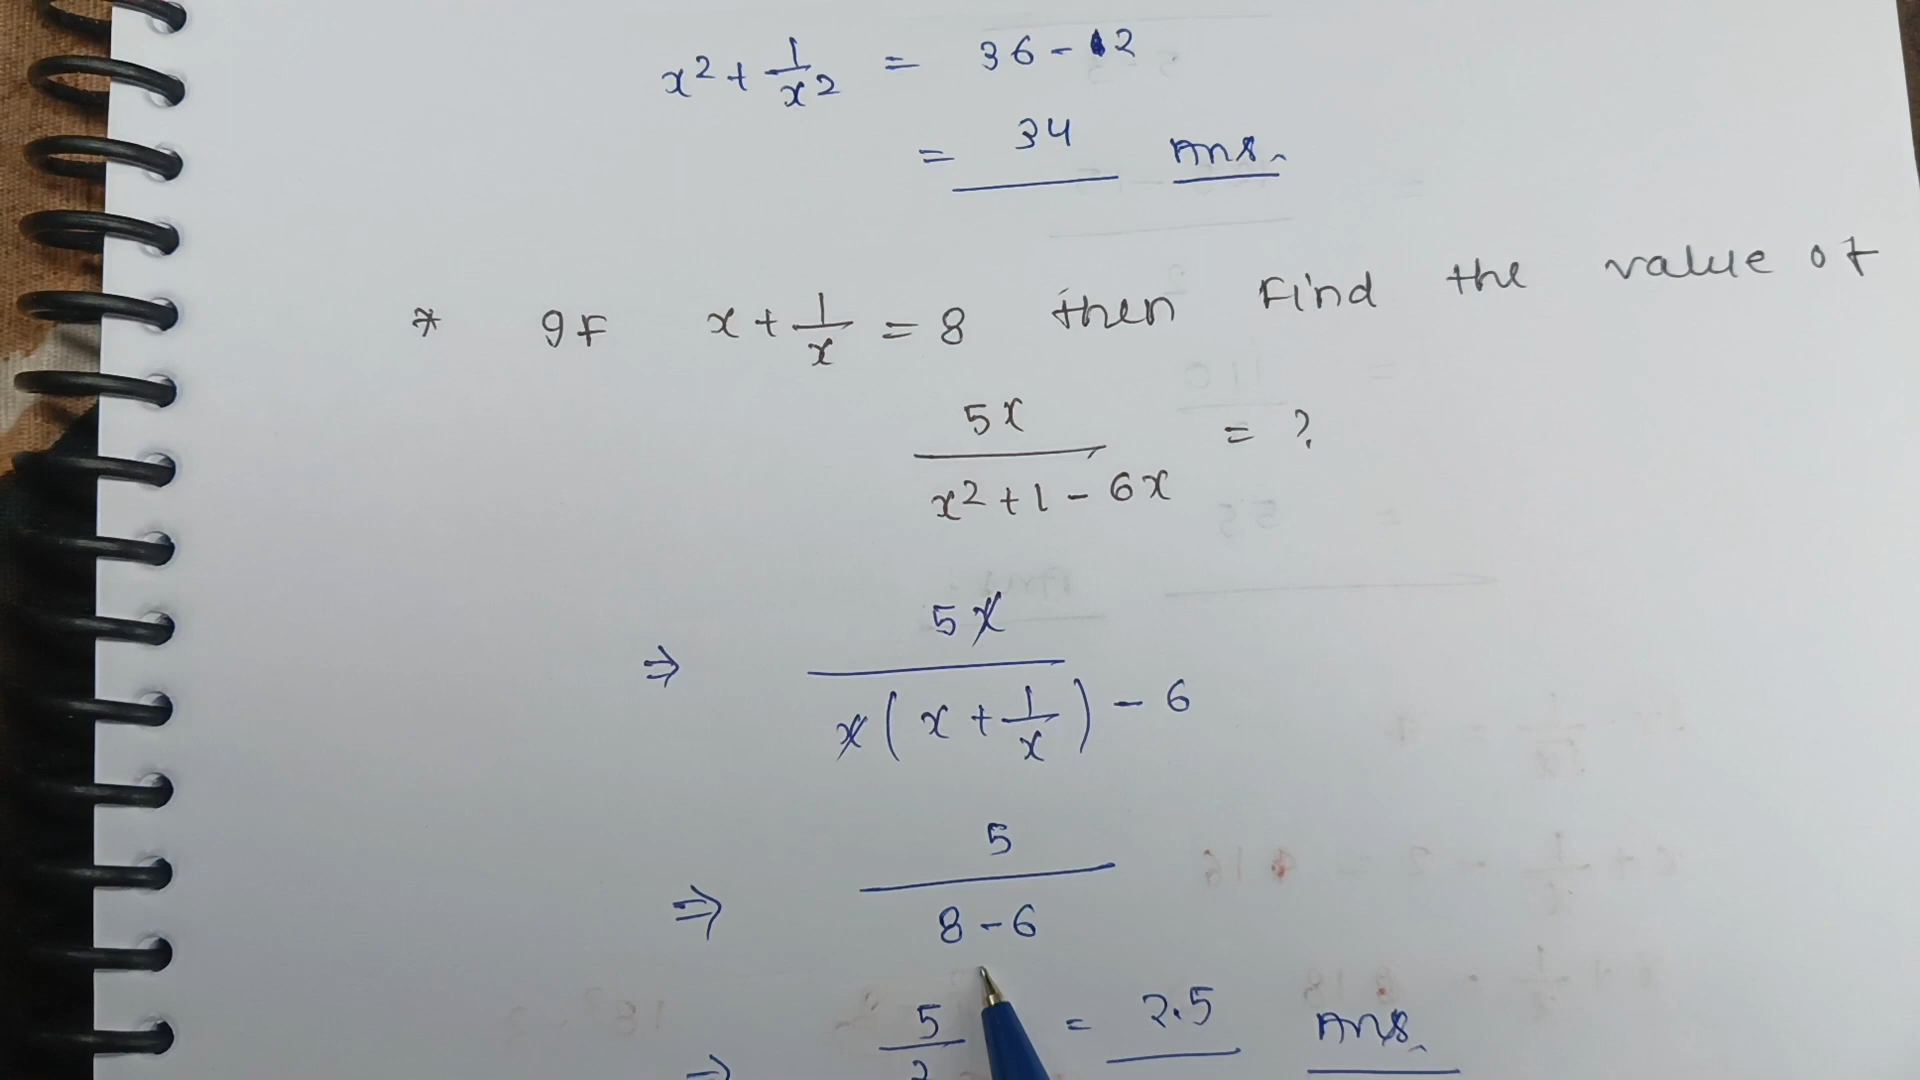 x² + 1/x² = 36 - 2
= 34 Ans.
* If x + 1/x = 8 then Find the value of
5x / x² + 1 - 6x = ?
⇒ 5x / x(x + 1/x) - 6
⇒ 5 / 8 - 6
⇒ 5/2 = 2.5 Ans.